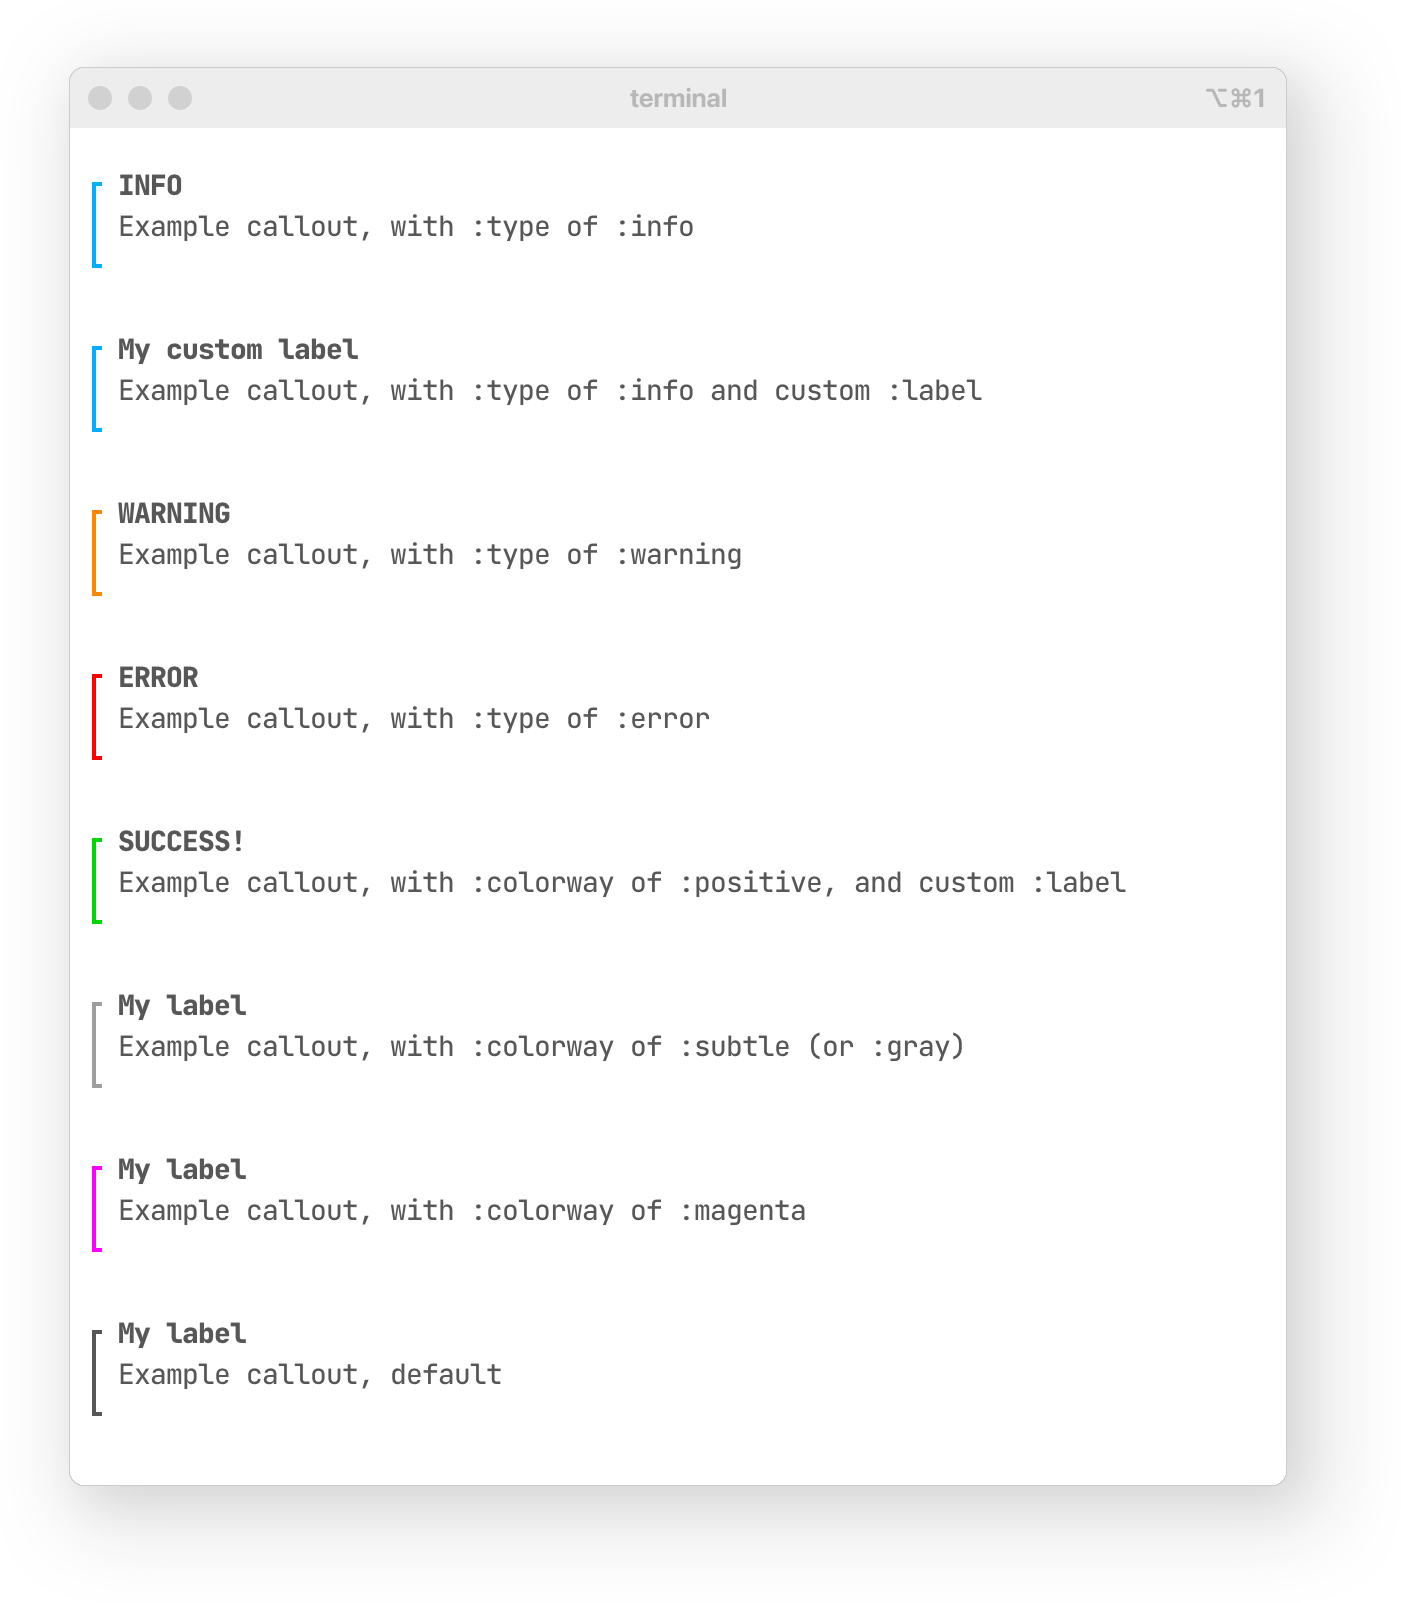 terminal
⌥⌘1
INFO
Example callout, with :type of :info
My custom label
Example callout, with :type of :info and custom :label
WARNING
Example callout, with :type of :warning
ERROR
Example callout, with :type of :error
SUCCESS!
Example callout, with :colorway of :positive, and custom :label
My label
Example callout, with :colorway of :subtle (or :gray)
My label
Example callout, with :colorway of :magenta
My label
Example callout, default